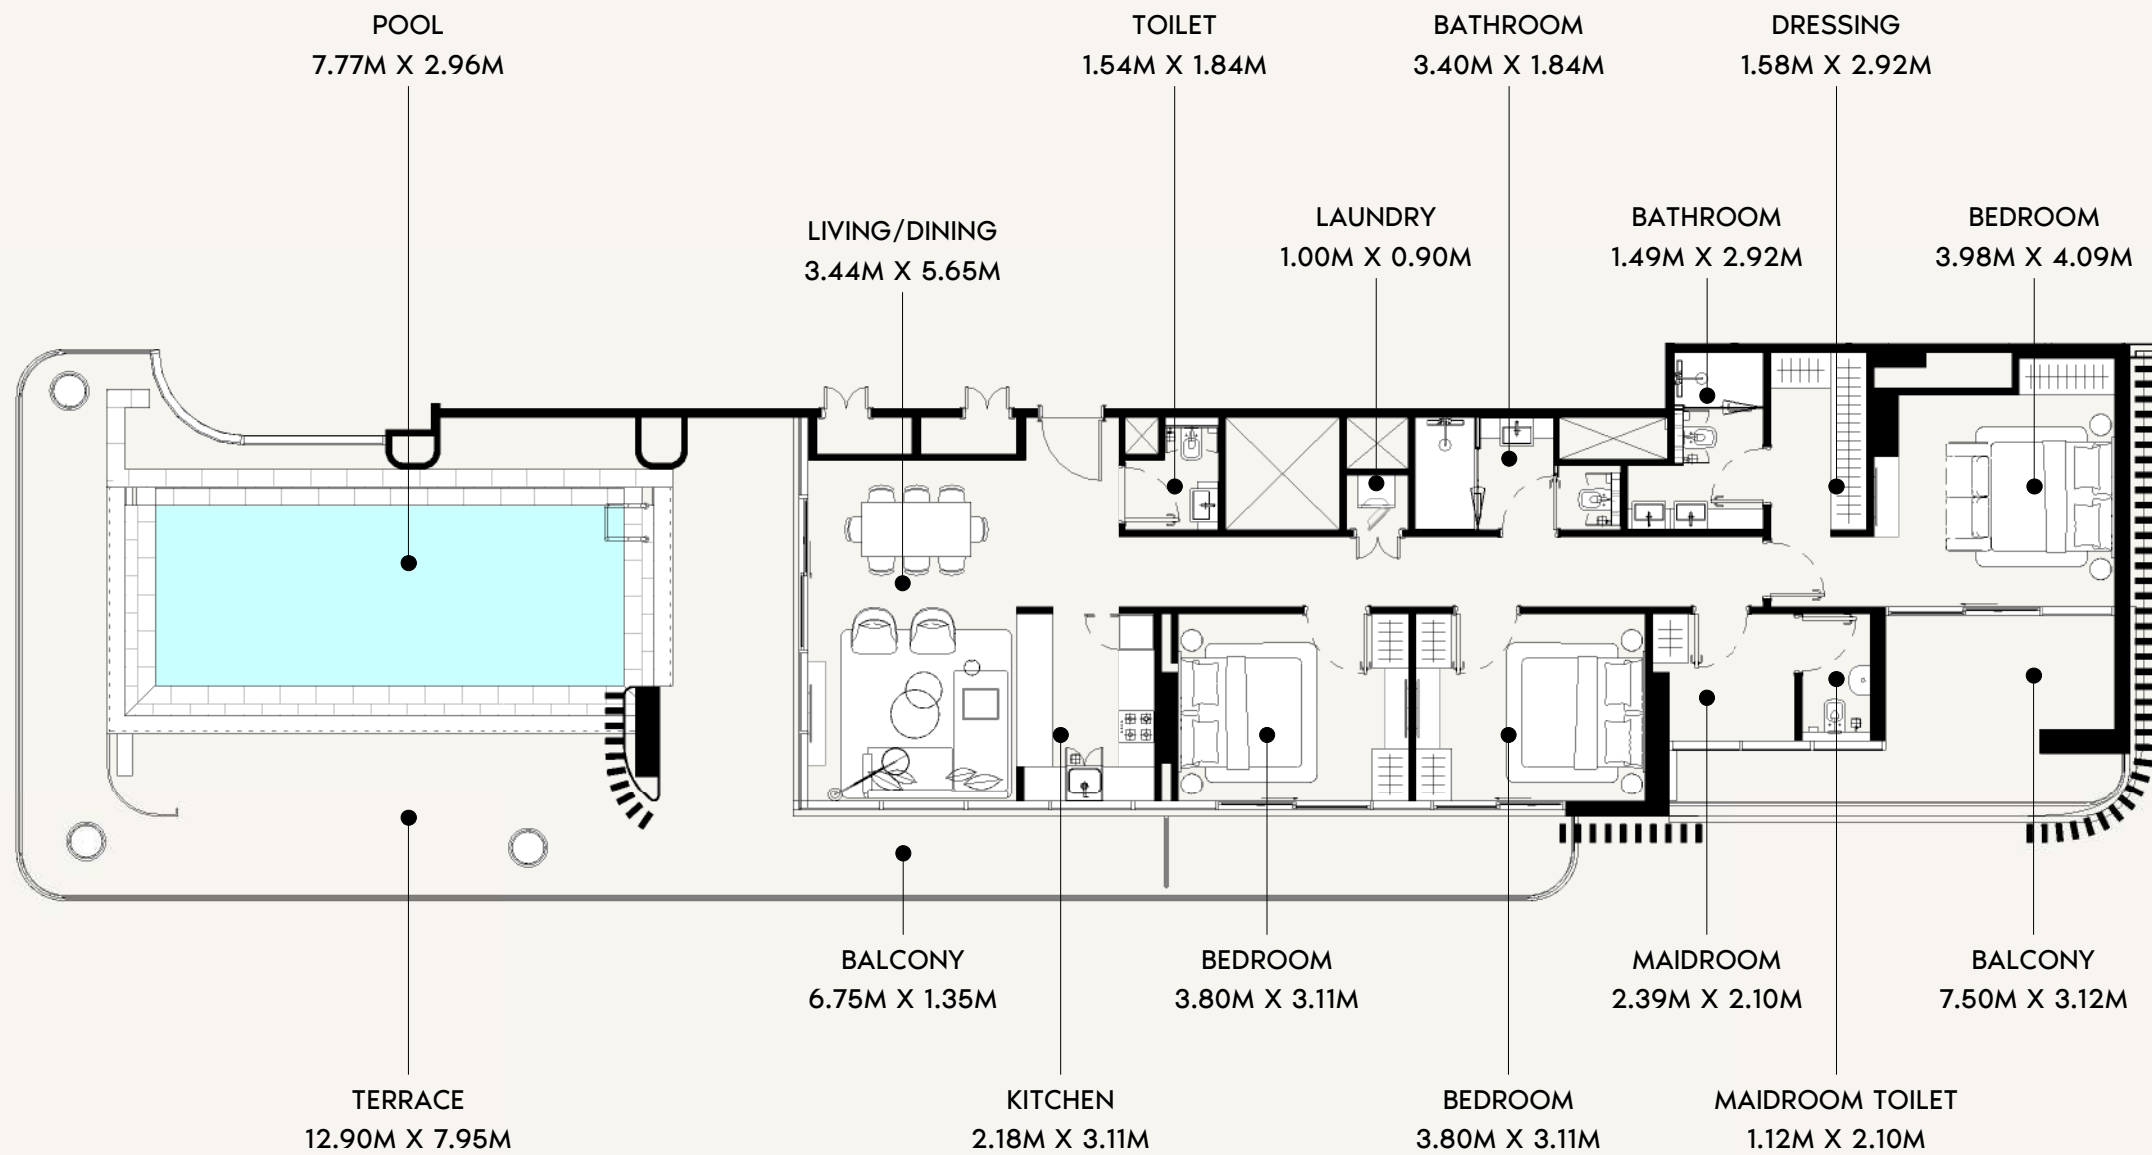 POOL
7.77M X 2.96M
TOILET
1.54M X 1.84M
BATHROOM
3.40M X 1.84M
DRESSING
1.58M X 2.92M
LIVING/DINING
3.44M X 5.65M
LAUNDRY
1.00M X 0.90M
BATHROOM
1.49M X 2.92M
BEDROOM
3.98M X 4.09M
BALCONY
6.75M X 1.35M
BEDROOM
3.80M X 3.11M
MAIDROOM
2.39M X 2.10M
BALCONY
7.50M X 3.12M
TERRACE
12.90M X 7.95M
KITCHEN
2.18M X 3.11M
BEDROOM
3.80M X 3.11M
MAIDROOM TOILET
1.12M X 2.10M